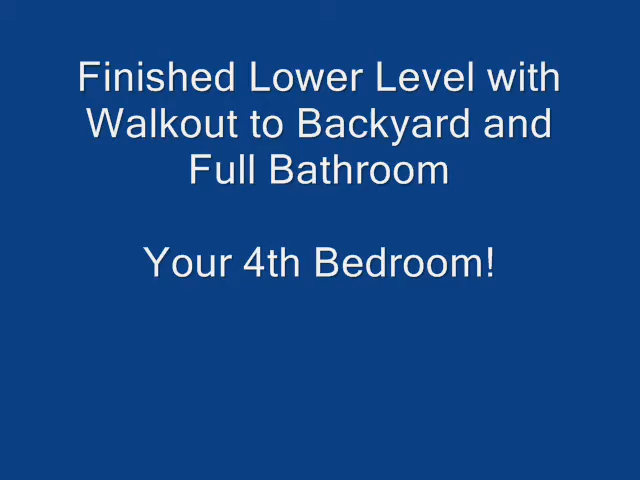 Finished Lower Level with
Walkout to Backyard and
Full Bathroom
Your 4th Bedroom!